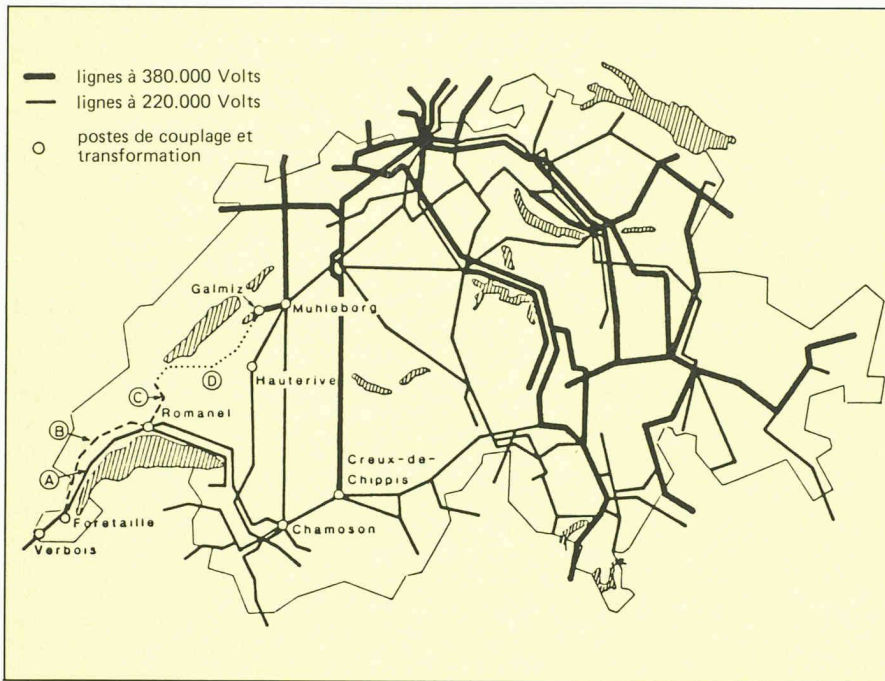 lignes à 380.000 Volts
lignes à 220.000 Volts
postes de couplage et
transformation
Galmiz
Muhleberg
D
Hauterive
C
Romanel
B
A
Creux-de-
Chippis
Foretaille
Chamoson
Verbois